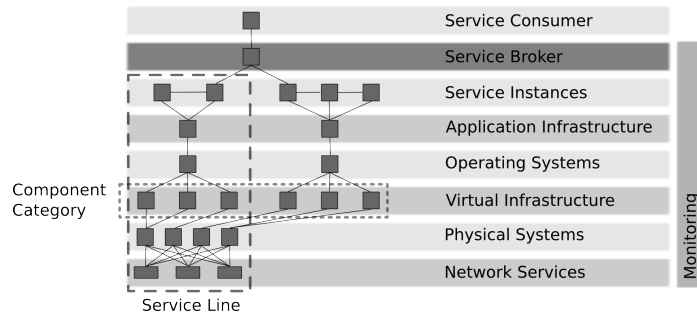 Service Consumer
Service Broker
Service Instances
Application Infrastructure
Operating Systems
Component
Category
Virtual Infrastructure
Physical Systems
Network Services
Service Line
Monitoring